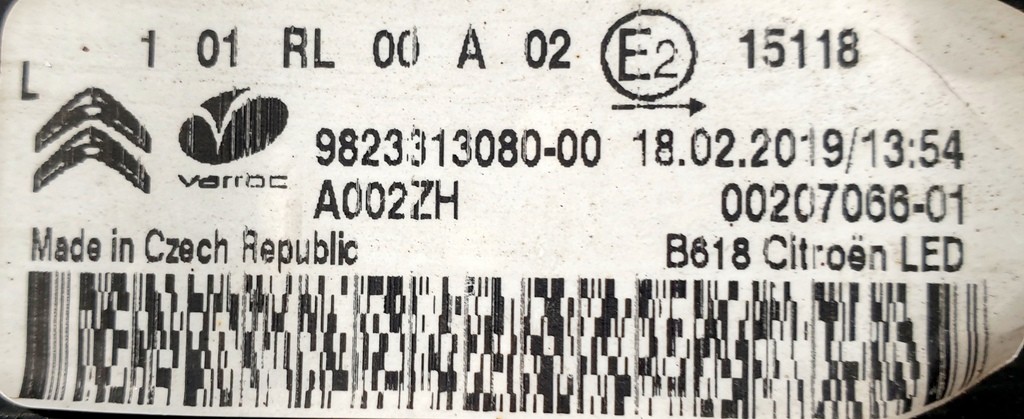 1 01 RL 00 A 02 E2 15118
L
varroc
9823313080-00 18.02.2019/13:54
A002ZH 00207066-01
Made in Czech Republic B618 Citroën LED